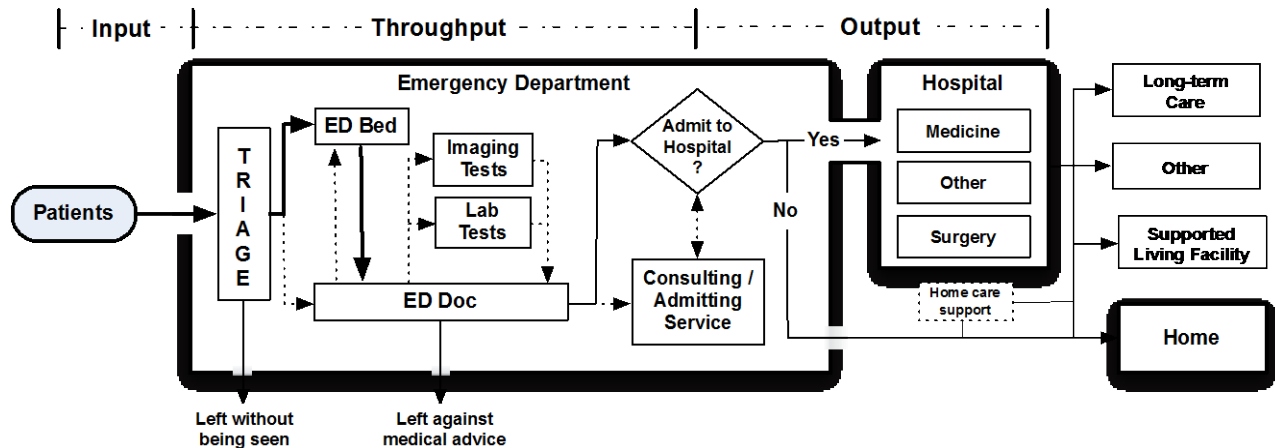 Input
Throughput
Output
Emergency Department
Hospital
Patients
TRIAGE
ED Bed
Imaging
Tests
Lab
Tests
ED Doc
Admit to
Hospital
?
Yes
No
Consulting /
Admitting
Service
Medicine
Other
Surgery
Home care
support
Long-term
Care
Other
Supported
Living Facility
Home
Left without
being seen
Left against
medical advice